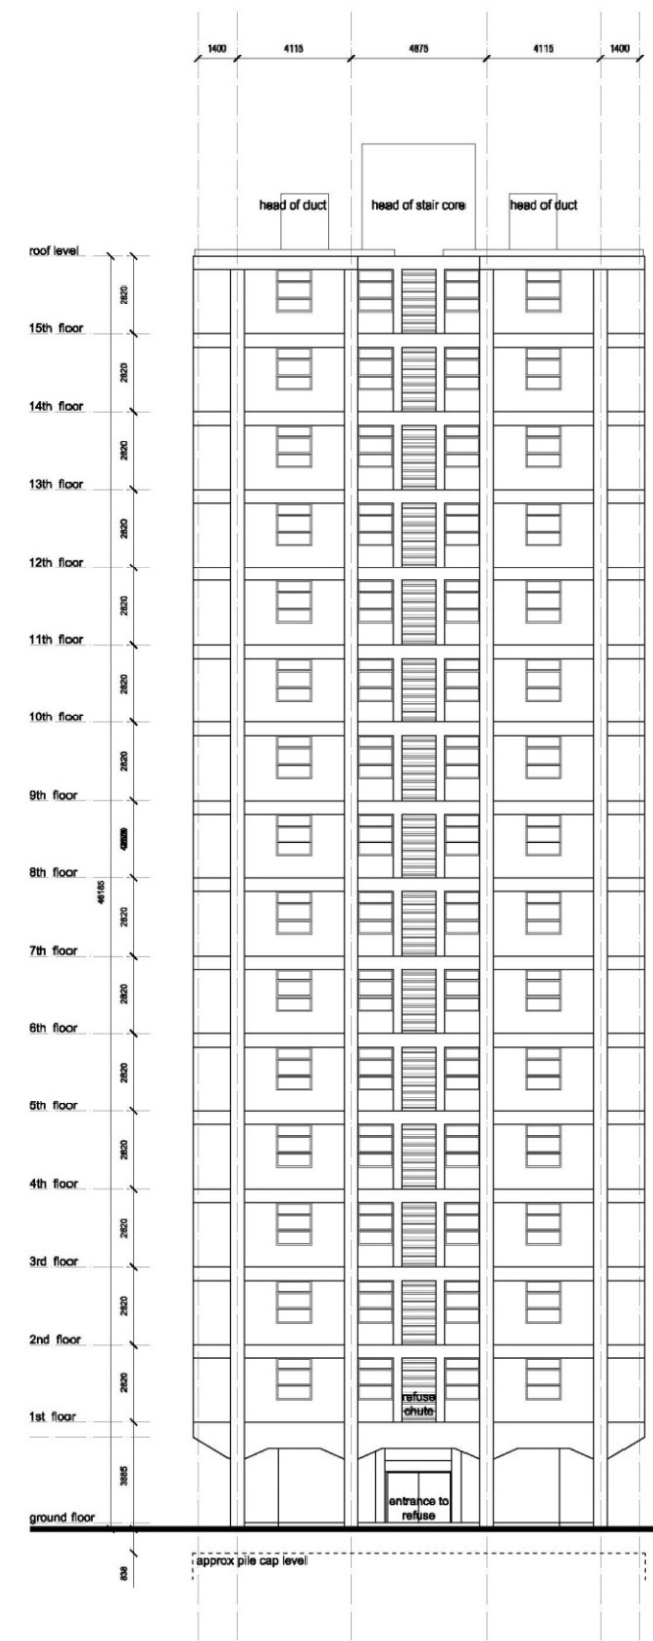 1400 4115 4875 4115 1400
head of duct head of stair core head of duct
roof level
2820
15th floor
2820
14th floor
2820
13th floor
2820
12th floor
2820
11th floor
2820
10th floor
2820
9th floor
8th floor
46185
2820
7th floor
2820
6th floor
2820
5th floor
2820
4th floor
2820
3rd floor
2820
2nd floor
2820
refuse
chute
1st floor
3885
entrance to
refuse
ground floor
approx pile cap level
838